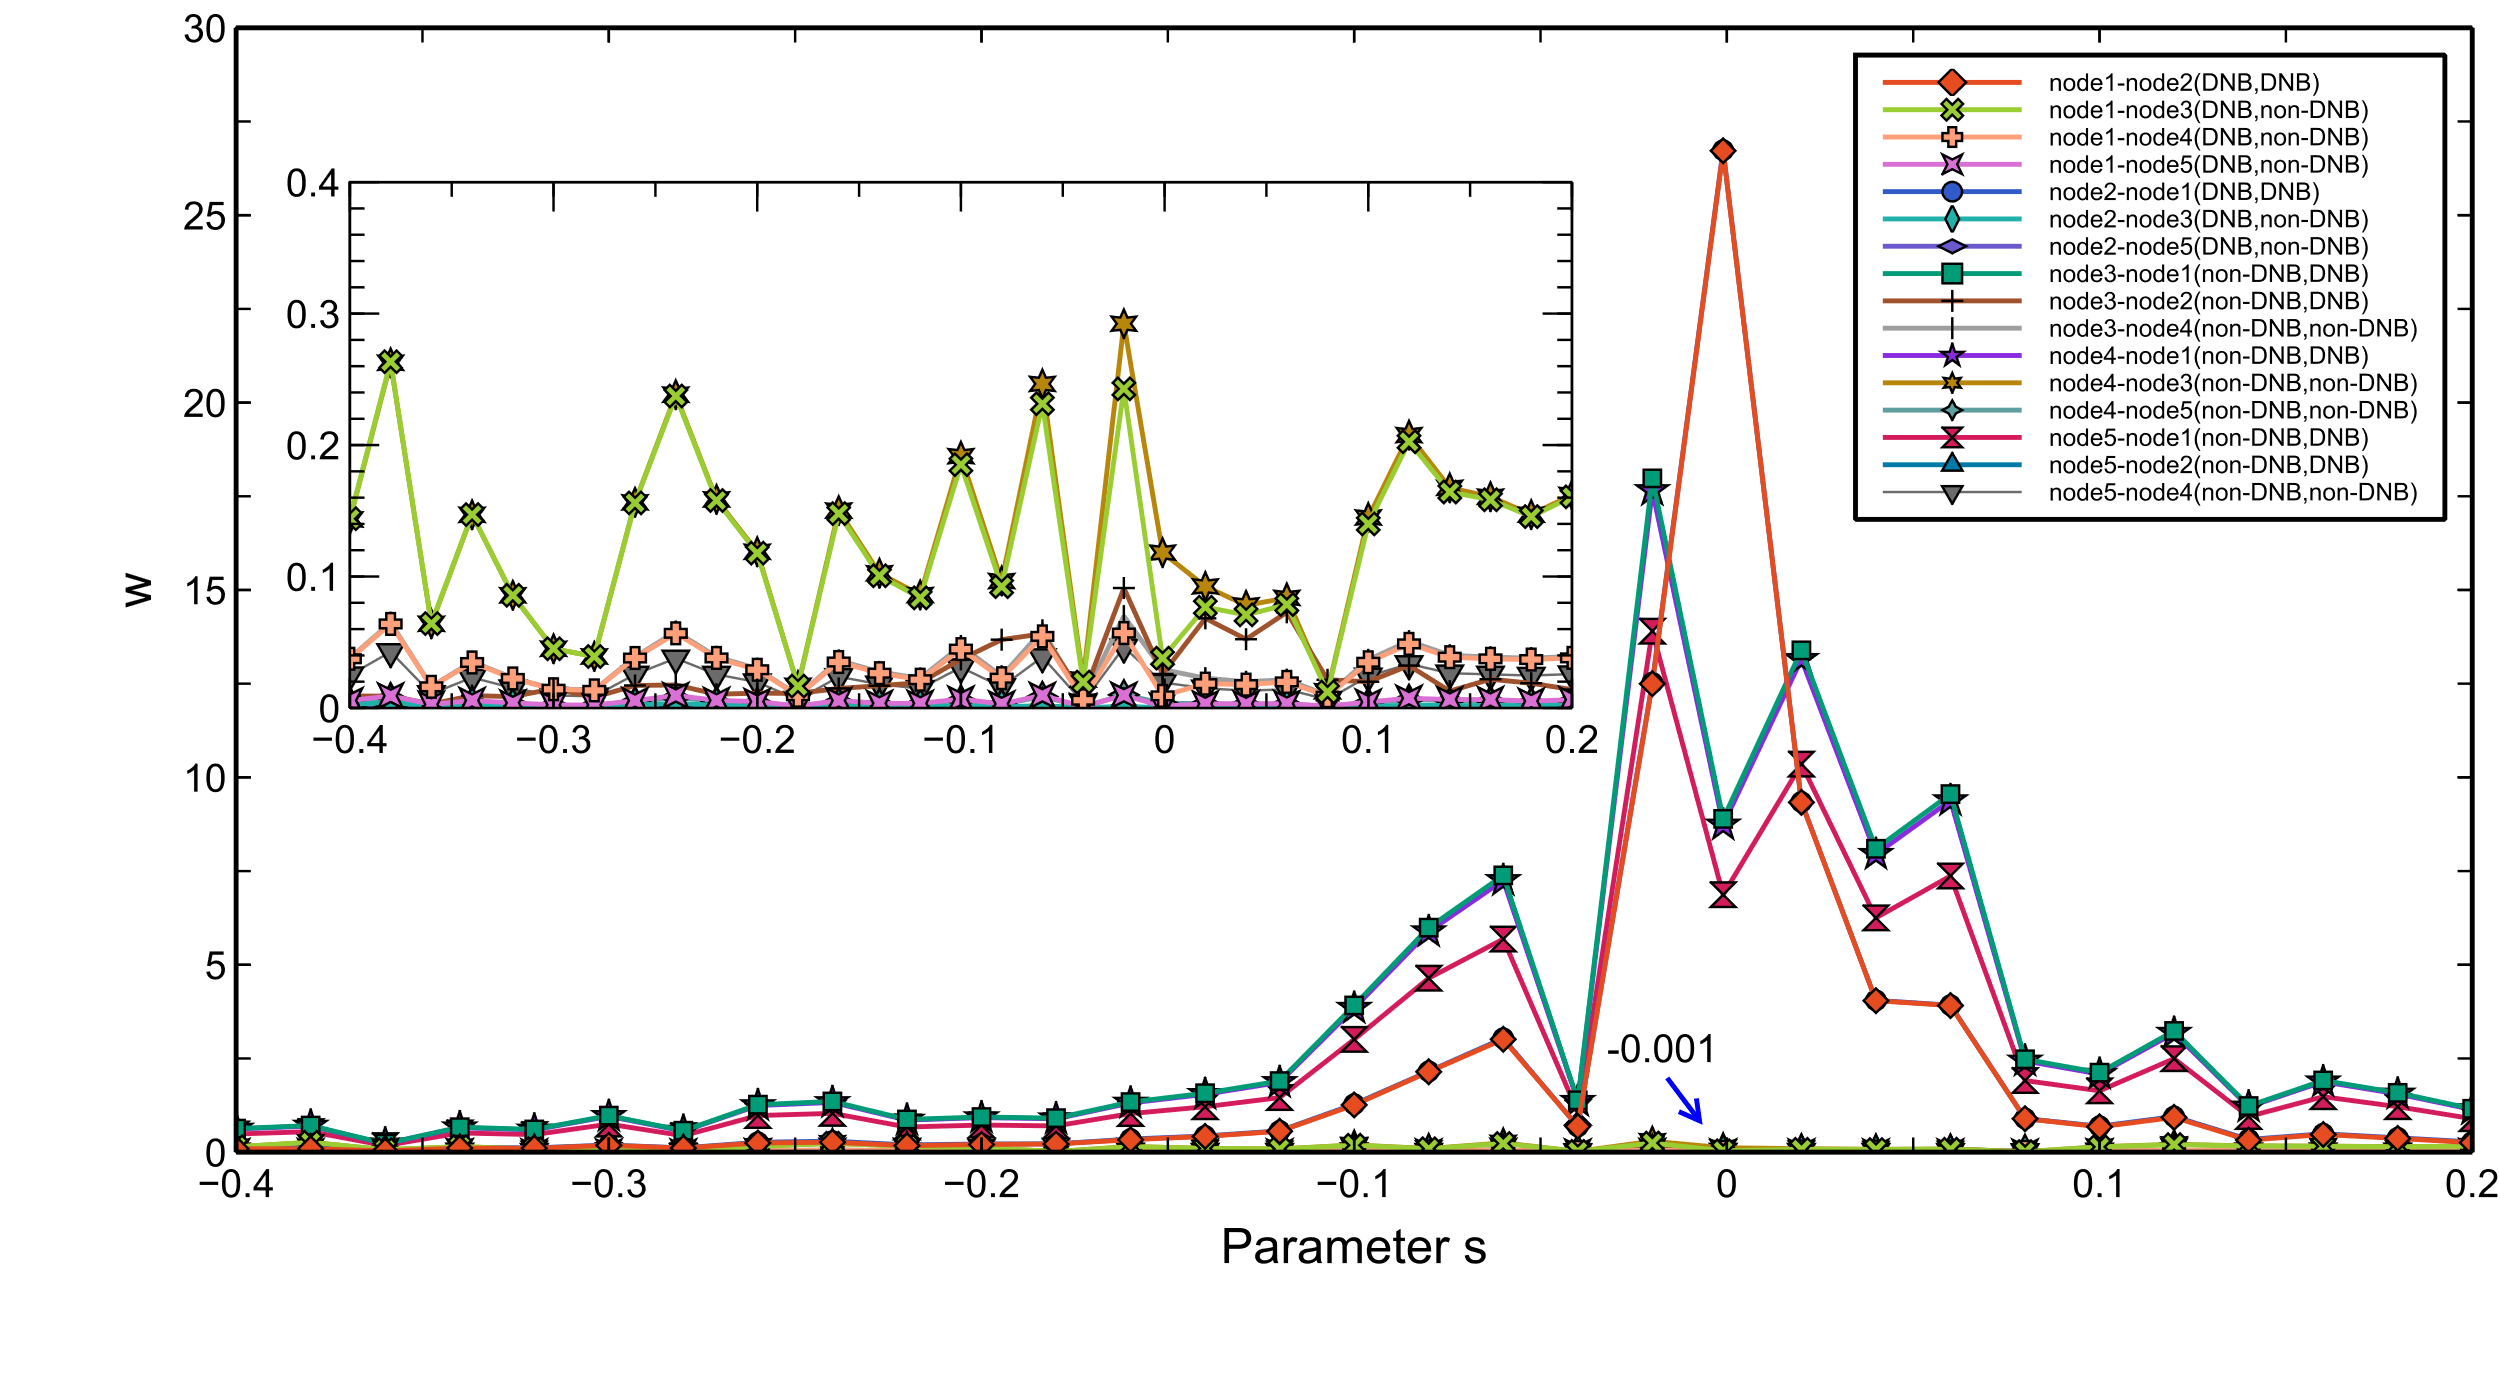 30
25
20
15
10
5
0
w
0.4
0.3
0.2
0.1
0
−0.4 −0.3 −0.2 −0.1 0 0.1 0.2
node1-node2(DNB,DNB)
node1-node3(DNB,non-DNB)
node1-node4(DNB,non-DNB)
node1-node5(DNB,non-DNB)
node2-node1(DNB,DNB)
node2-node3(DNB,non-DNB)
node2-node5(DNB,non-DNB)
node3-node1(non-DNB,DNB)
node3-node2(non-DNB,DNB)
node3-node4(non-DNB,non-DNB)
node4-node1(non-DNB,DNB)
node4-node3(non-DNB,non-DNB)
node4-node5(non-DNB,non-DNB)
node5-node1(non-DNB,DNB)
node5-node2(non-DNB,DNB)
node5-node4(non-DNB,non-DNB)
-0.001
−0.4 −0.3 −0.2 −0.1 0 0.1 0.2
Parameter s